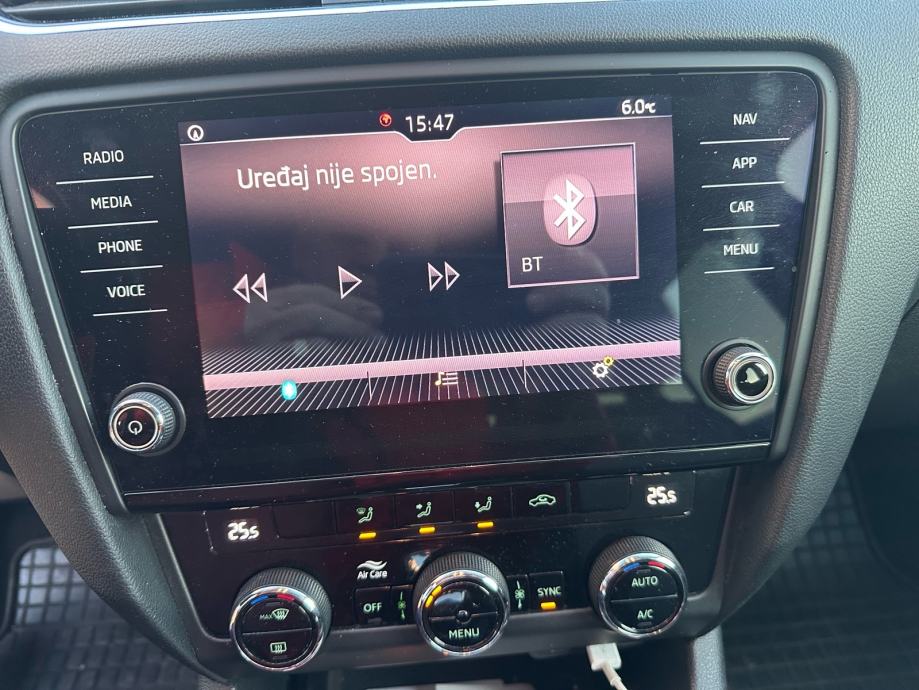 15:47
6.0°C
RADIO
MEDIA
PHONE
VOICE
Uređaj nije spojen.
BT
NAV
APP
CAR
MENU
25.5
25.5
Air Care
MAX
OFF
MENU
SYNC
AUTO
A/C